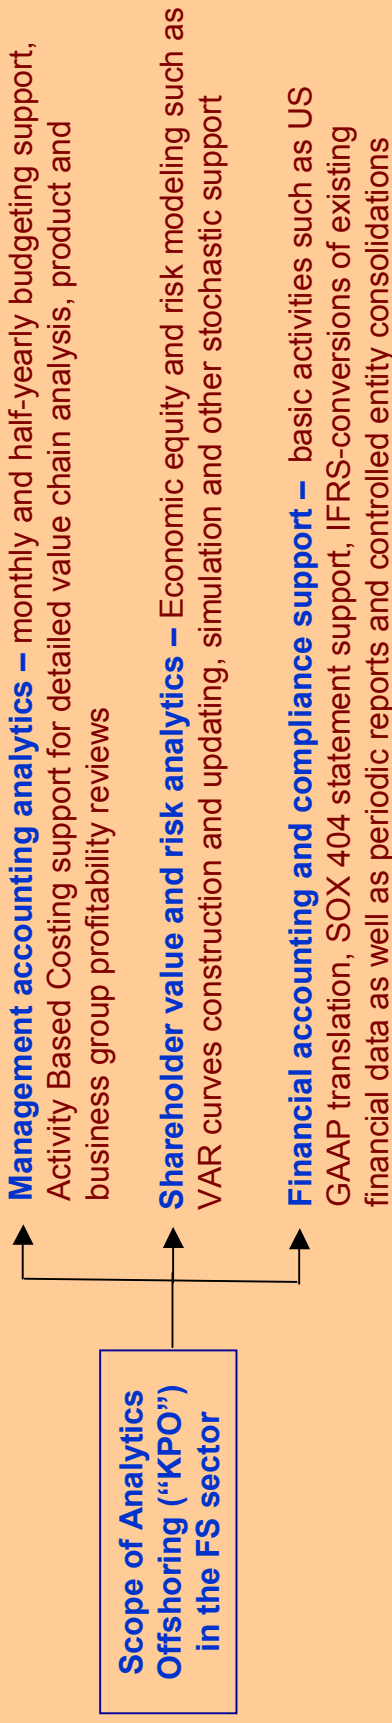 Scope of Analytics
Offshoring (“KPO”)
in the FS sector
Management accounting analytics – monthly and half-yearly budgeting support,
Activity Based Costing support for detailed value chain analysis, product and
business group profitability reviews
Shareholder value and risk analytics – Economic equity and risk modeling such as
VAR curves construction and updating, simulation and other stochastic support
Financial accounting and compliance support – basic activities such as US
GAAP translation, SOX 404 statement support, IFRS-conversions of existing
financial data as well as periodic reports and controlled entity consolidations